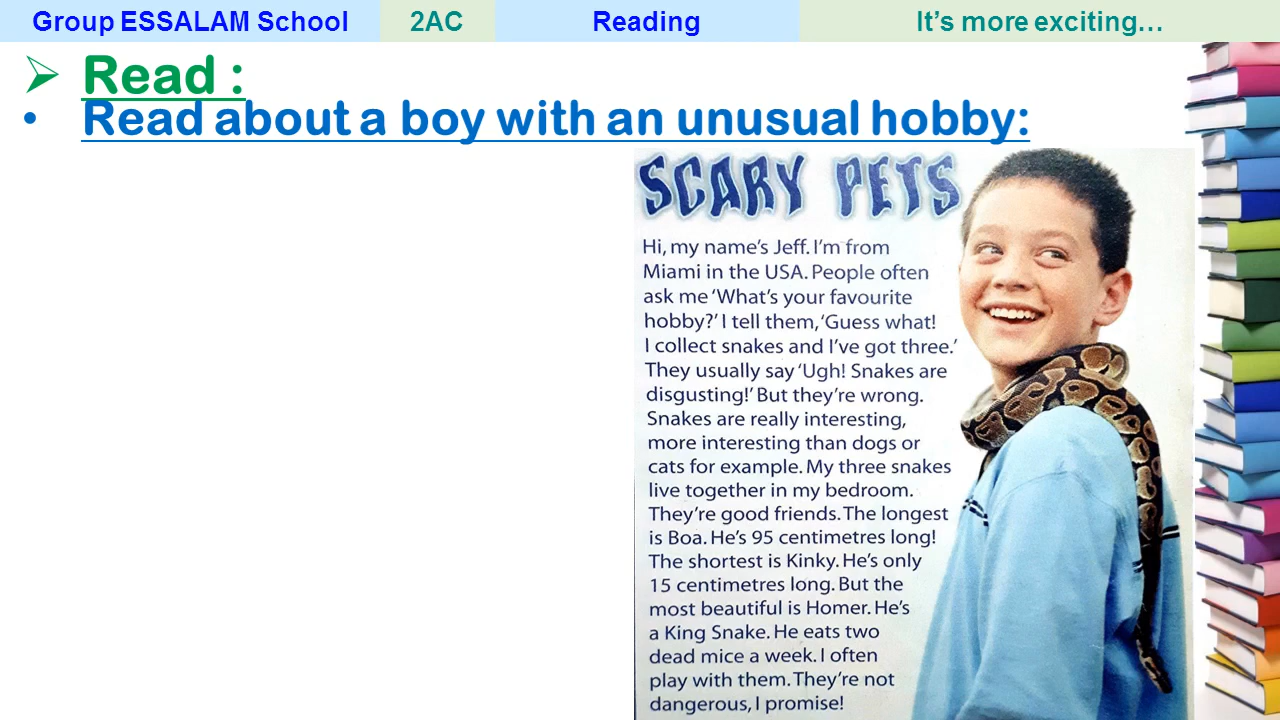 Group ESSALAM School
2AC
Reading
It’s more exciting…
➢ Read :
• Read about a boy with an unusual hobby:
SCARY PETS
Hi, my name’s Jeff. I’m from
Miami in the USA. People often
ask me ‘What’s your favourite
hobby?’ I tell them, ‘Guess what!
I collect snakes and I’ve got three.’
They usually say ‘Ugh! Snakes are
disgusting!’ But they’re wrong.
Snakes are really interesting,
more interesting than dogs or
cats for example. My three snakes
live together in my bedroom.
They’re good friends. The longest
is Boa. He’s 95 centimetres long!
The shortest is Kinky. He’s only
15 centimetres long. But the
most beautiful is Homer. He’s
a King Snake. He eats two
dead mice a week. I often
play with them. They’re not
dangerous, I promise!